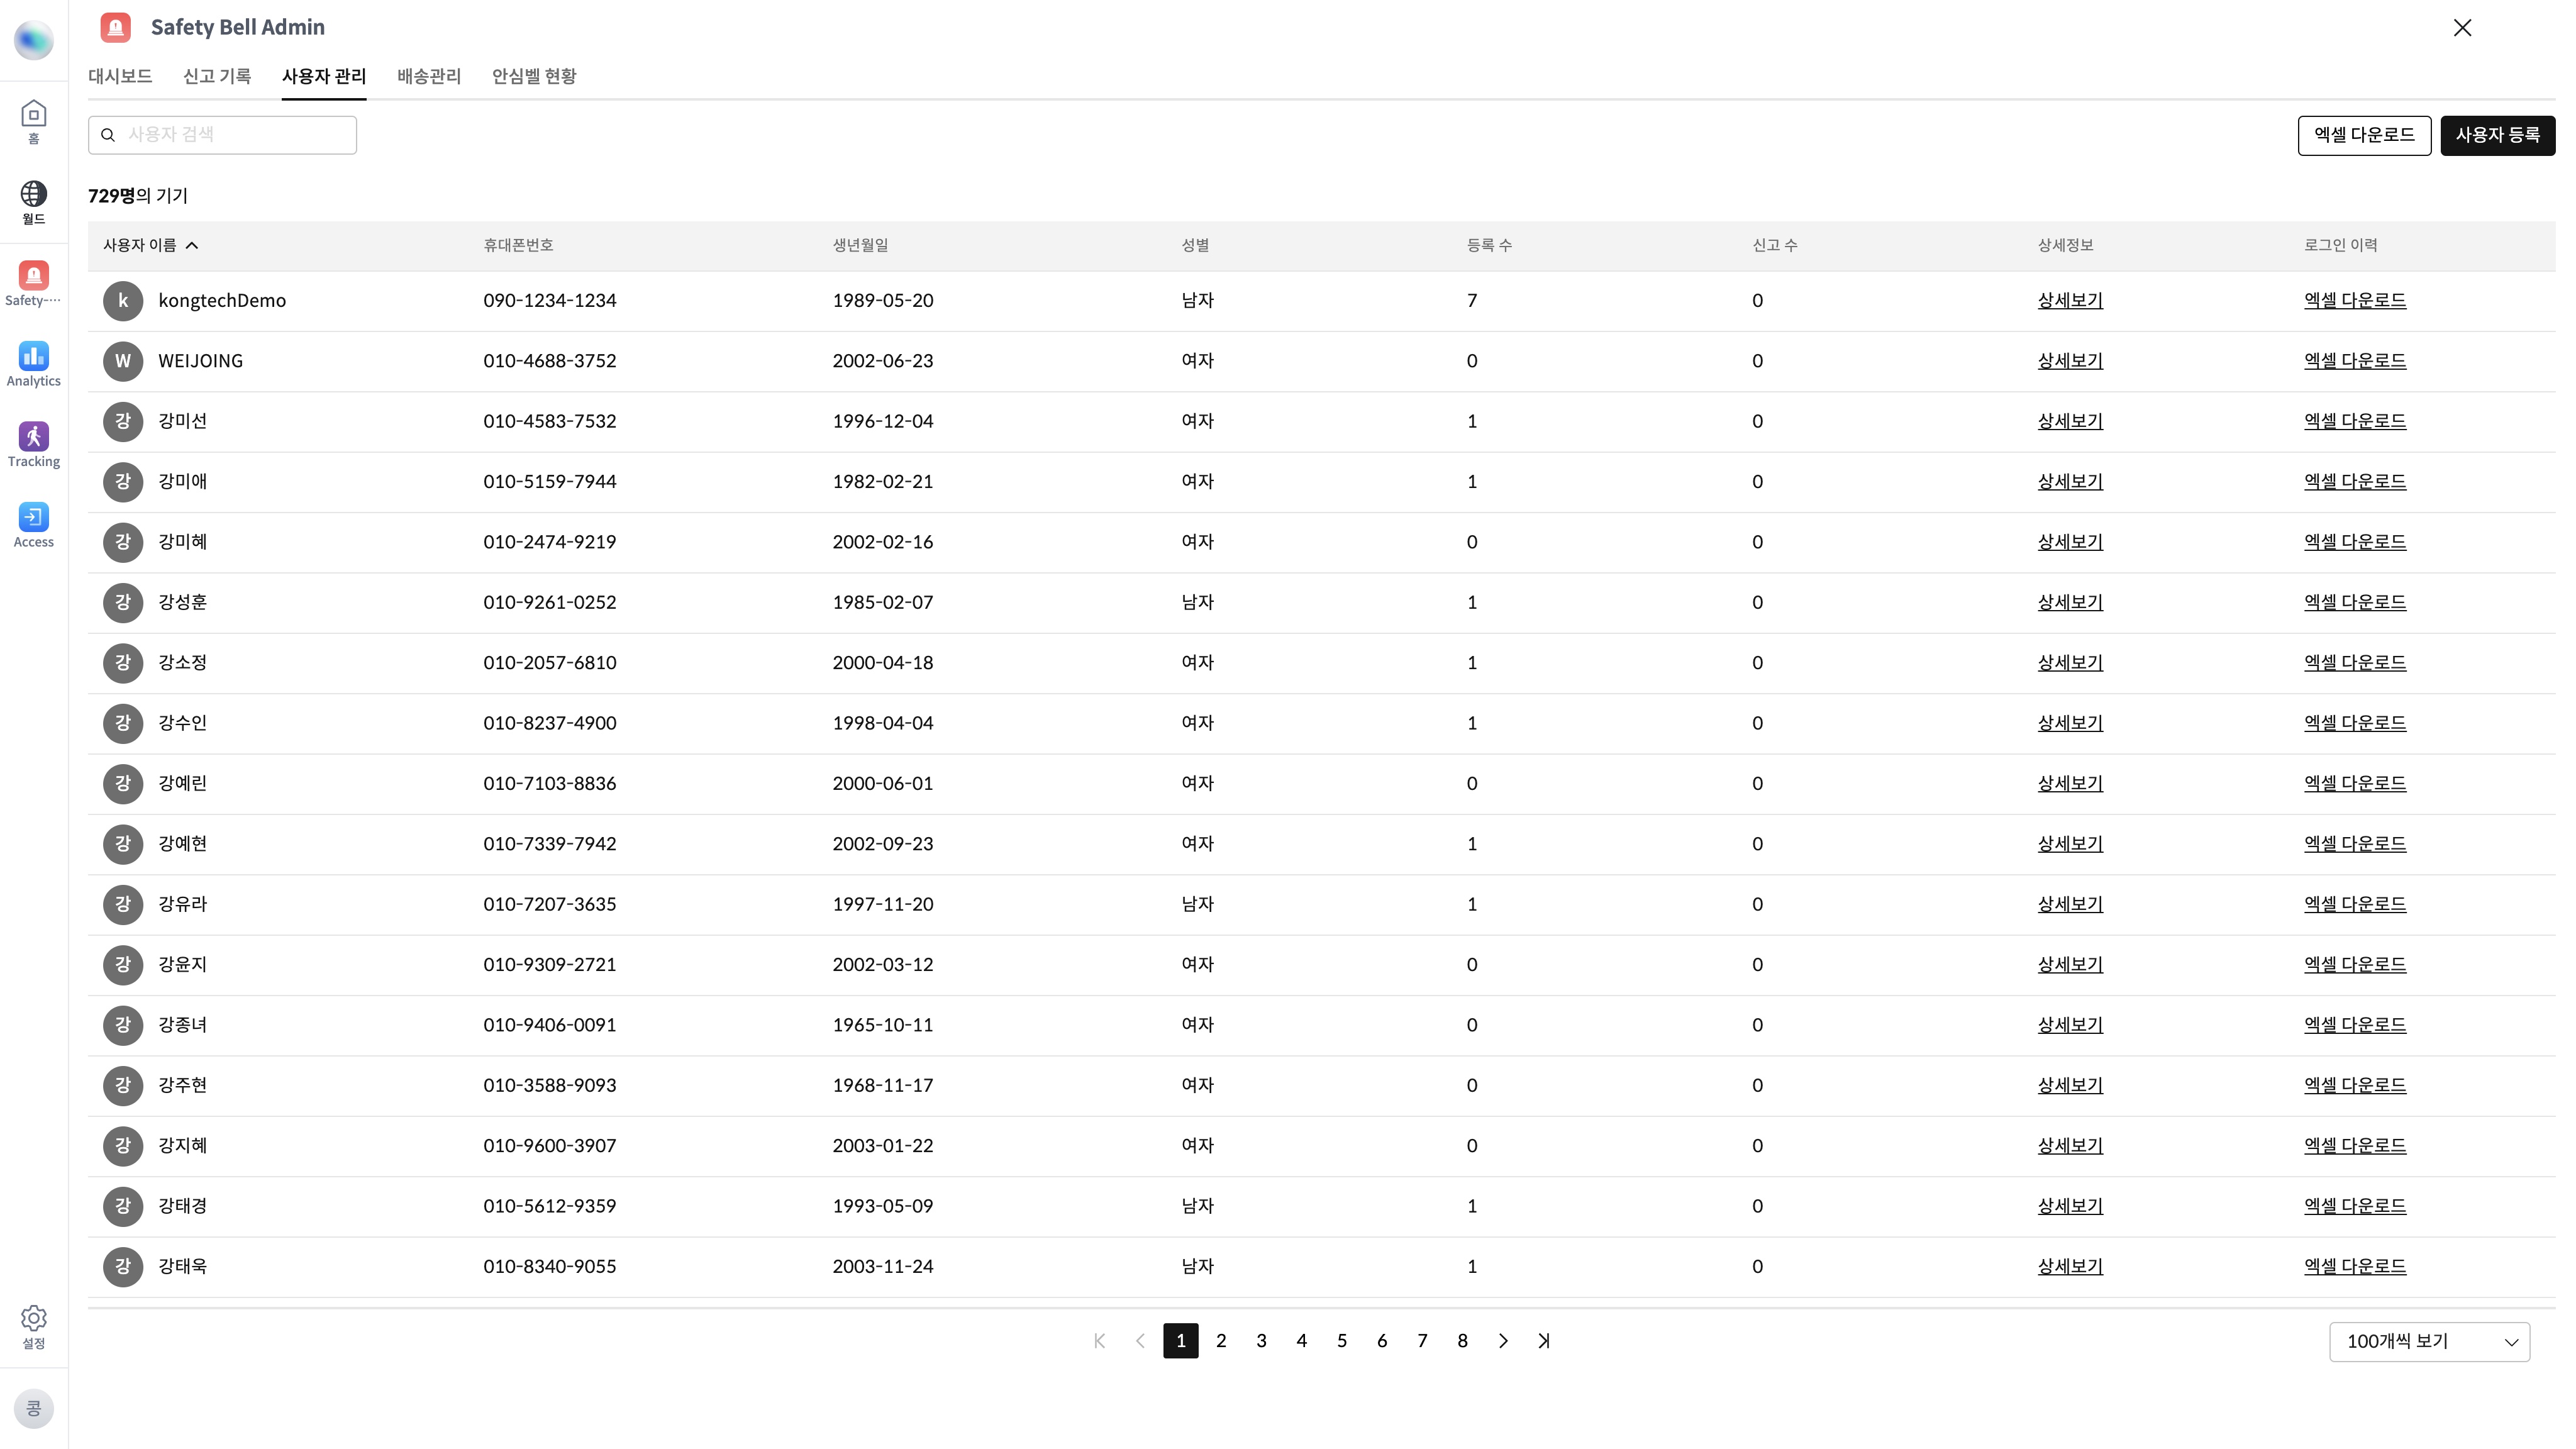 Safety Bell Admin
대시보드 신고 기록 사용자 관리 배송관리 안심벨 현황
홈
월드
Safety-···
Analytics
Tracking
Access
설정
콩
사용자 검색
엑셀 다운로드 사용자 등록
729명의 기기
사용자 이름 휴대폰번호 생년월일 성별 등록 수 신고 수 상세정보 로그인 이력
k kongtechDemo 090-1234-1234 1989-05-20 남자 7 0 상세보기 엑셀 다운로드
W WEIJOING 010-4688-3752 2002-06-23 여자 0 0 상세보기 엑셀 다운로드
강 강미선 010-4583-7532 1996-12-04 여자 1 0 상세보기 엑셀 다운로드
강 강미애 010-5159-7944 1982-02-21 여자 1 0 상세보기 엑셀 다운로드
강 강미혜 010-2474-9219 2002-02-16 여자 0 0 상세보기 엑셀 다운로드
강 강성훈 010-9261-0252 1985-02-07 남자 1 0 상세보기 엑셀 다운로드
강 강소정 010-2057-6810 2000-04-18 여자 1 0 상세보기 엑셀 다운로드
강 강수인 010-8237-4900 1998-04-04 여자 1 0 상세보기 엑셀 다운로드
강 강예린 010-7103-8836 2000-06-01 여자 0 0 상세보기 엑셀 다운로드
강 강예현 010-7339-7942 2002-09-23 여자 1 0 상세보기 엑셀 다운로드
강 강유라 010-7207-3635 1997-11-20 남자 1 0 상세보기 엑셀 다운로드
강 강윤지 010-9309-2721 2002-03-12 여자 0 0 상세보기 엑셀 다운로드
강 강종녀 010-9406-0091 1965-10-11 여자 0 0 상세보기 엑셀 다운로드
강 강주현 010-3588-9093 1968-11-17 여자 0 0 상세보기 엑셀 다운로드
강 강지혜 010-9600-3907 2003-01-22 여자 0 0 상세보기 엑셀 다운로드
강 강태경 010-5612-9359 1993-05-09 남자 1 0 상세보기 엑셀 다운로드
강 강태욱 010-8340-9055 2003-11-24 남자 1 0 상세보기 엑셀 다운로드
1 2 3 4 5 6 7 8
100개씩 보기